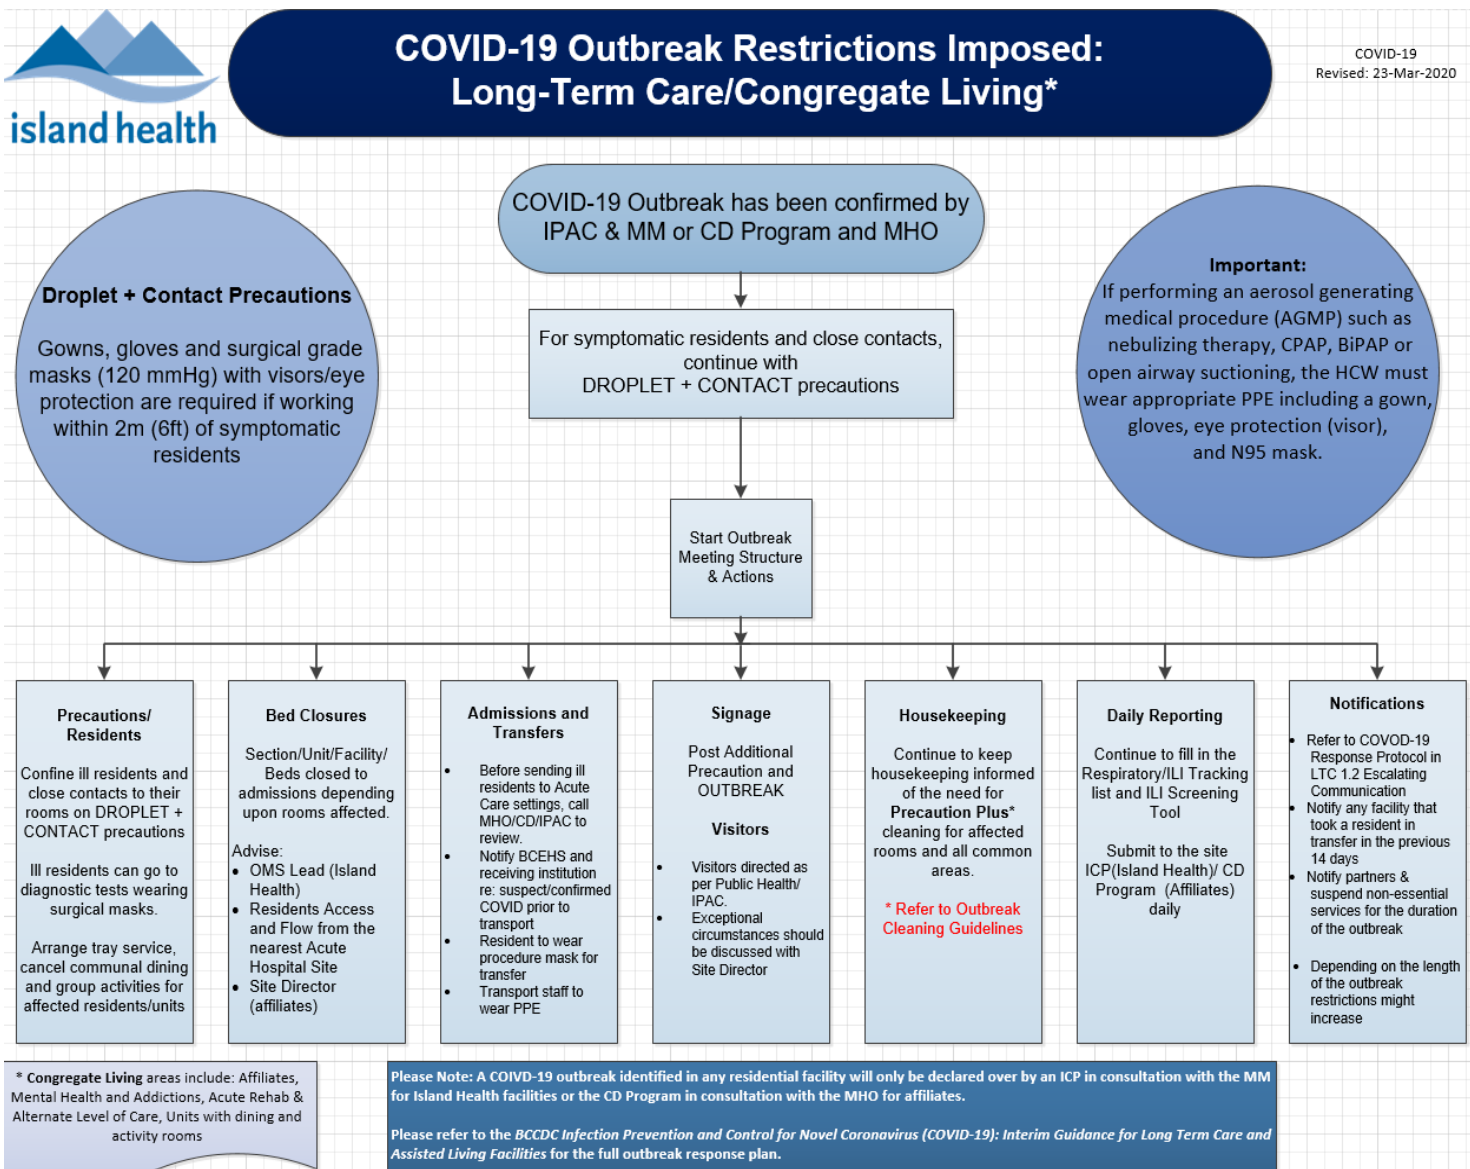 island health
COVID-19 Outbreak Restrictions Imposed:
Long-Term Care/Congregate Living*
COVID-19
Revised: 23-Mar-2020
COVID-19 Outbreak has been confirmed by
IPAC & MM or CD Program and MHO
Droplet + Contact Precautions
Gowns, gloves and surgical grade
masks (120 mmHg) with visors/eye
protection are required if working
within 2m (6ft) of symptomatic
residents
For symptomatic residents and close contacts,
continue with
DROPLET + CONTACT precautions
Important:
If performing an aerosol generating
medical procedure (AGMP) such as
nebulizing therapy, CPAP, BiPAP or
open airway suctioning, the HCW must
wear appropriate PPE including a gown,
gloves, eye protection (visor),
and N95 mask.
Start Outbreak
Meeting Structure
& Actions
Precautions/
Residents
Confine ill residents and
close contacts to their
rooms on DROPLET +
CONTACT precautions
Ill residents can go to
diagnostic tests wearing
surgical masks.
Arrange tray service,
cancel communal dining
and group activities for
affected residents/units
Bed Closures
Section/Unit/Facility/
Beds closed to
admissions depending
upon rooms affected.
Advise:
• OMS Lead (Island
Health)
• Residents Access
and Flow from the
nearest Acute
Hospital Site
• Site Director
(affiliates)
Admissions and
Transfers
• Before sending ill
residents to Acute
Care settings, call
MHO/CD/IPAC to
review.
• Notify BCEHS and
receiving institution
re: suspect/confirmed
COVID prior to
transport
• Resident to wear
procedure mask for
transfer
• Transport staff to
wear PPE
Signage
Post Additional
Precaution and
OUTBREAK
Visitors
• Visitors directed as
per Public Health/
IPAC.
• Exceptional
circumstances should
be discussed with
Site Director
Housekeeping
Continue to keep
housekeeping informed
of the need for
Precaution Plus*
cleaning for affected
rooms and all common
areas.
* Refer to Outbreak
Cleaning Guidelines
Daily Reporting
Continue to fill in the
Respiratory/ILI Tracking
list and ILI Screening
Tool
Submit to the site
ICP(Island Health)/ CD
Program (Affiliates)
daily
Notifications
• Refer to COVOD-19
Response Protocol in
LTC 1.2 Escalating
Communication
• Notify any facility that
took a resident in
transfer in the previous
14 days
• Notify partners &
suspend non-essential
services for the duration
of the outbreak
• Depending on the length
of the outbreak
restrictions might
increase
* Congregate Living areas include: Affiliates,
Mental Health and Addictions, Acute Rehab &
Alternate Level of Care, Units with dining and
activity rooms
Please Note: A COIVD-19 outbreak identified in any residential facility will only be declared over by an ICP in consultation with the MM
for Island Health facilities or the CD Program in consultation with the MHO for affiliates.
Please refer to the BCCDC Infection Prevention and Control for Novel Coronavirus (COVID-19): Interim Guidance for Long Term Care and
Assisted Living Facilities for the full outbreak response plan.